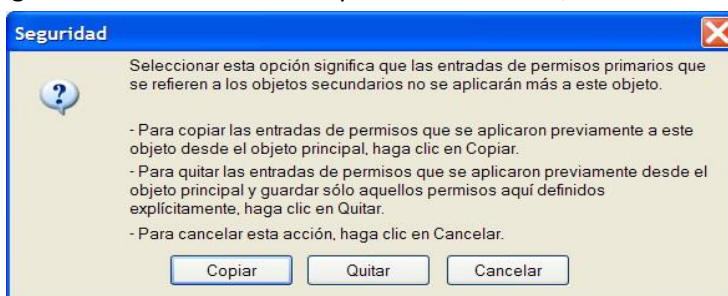 Seguridad
Seleccionar esta opción significa que las entradas de permisos primarios que
se refieren a los objetos secundarios no se aplicarán más a este objeto.
- Para copiar las entradas de permisos que se aplicaron previamente a este
objeto desde el objeto principal, haga clic en Copiar.
- Para quitar las entradas de permisos que se aplicaron previamente desde el
objeto principal y guardar sólo aquellos permisos aquí definidos
explícitamente, haga clic en Quitar.
- Para cancelar esta acción, haga clic en Cancelar.
Copiar Quitar Cancelar